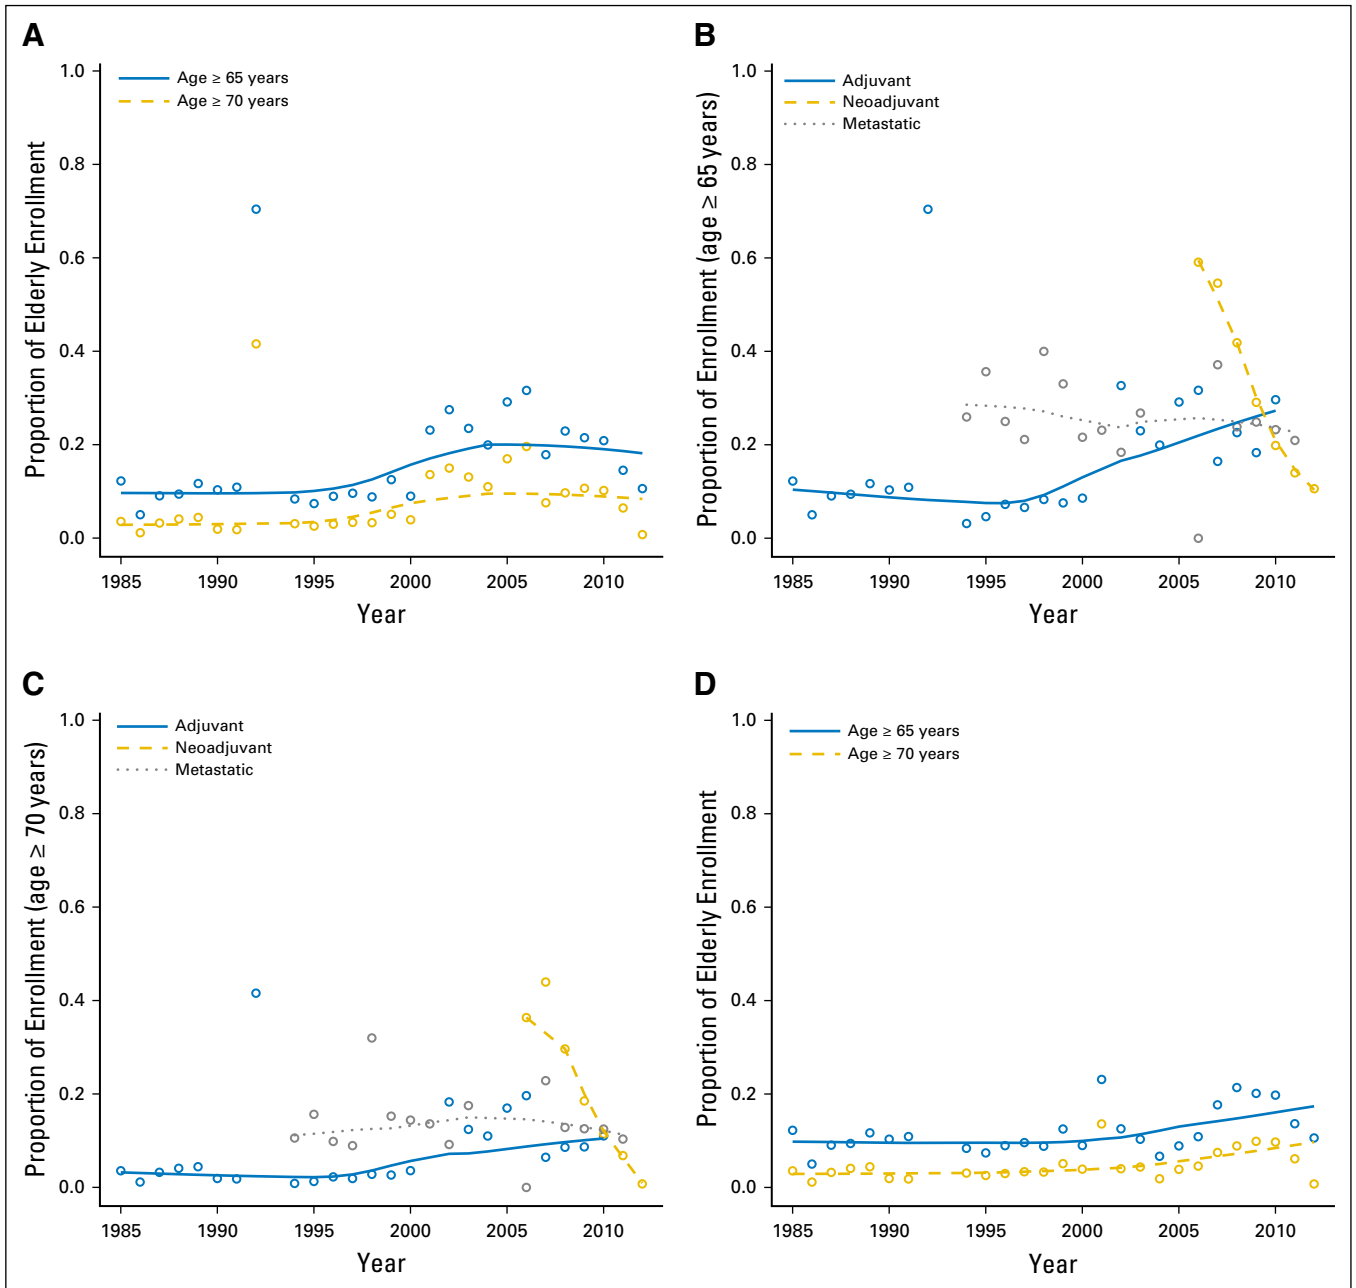 A
Age ≥ 65 years
Age ≥ 70 years
Proportion of Elderly Enrollment
1.0
0.8
0.6
0.4
0.2
0.0
1985 1990 1995 2000 2005 2010
Year
B
Adjuvant
Neoadjuvant
Metastatic
Proportion of Enrollment (age ≥ 65 years)
1.0
0.8
0.6
0.4
0.2
0.0
1985 1990 1995 2000 2005 2010
Year
C
Adjuvant
Neoadjuvant
Metastatic
Proportion of Enrollment (age ≥ 70 years)
1.0
0.8
0.6
0.4
0.2
0.0
1985 1990 1995 2000 2005 2010
Year
D
Age ≥ 65 years
Age ≥ 70 years
Proportion of Elderly Enrollment
1.0
0.8
0.6
0.4
0.2
0.0
1985 1990 1995 2000 2005 2010
Year